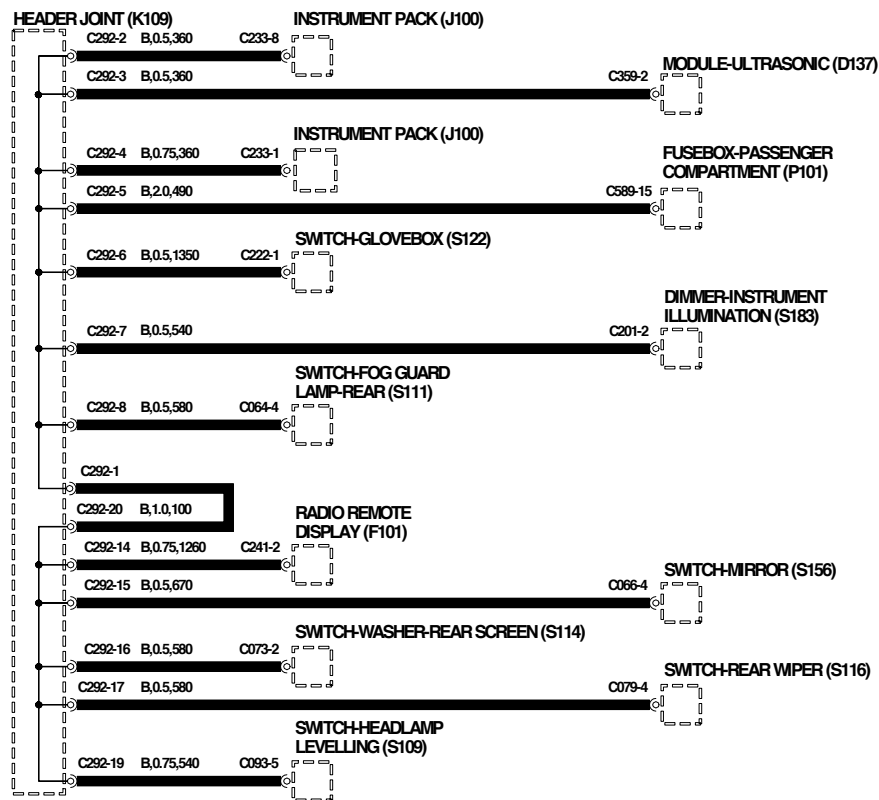 HEADER JOINT (K109)
INSTRUMENT PACK (J100)
C292-2 B,0.5,360 C233-8
MODULE-ULTRASONIC (D137)
C292-3 B,0.5,360 C359-2
INSTRUMENT PACK (J100)
C292-4 B,0.75,360 C233-1
FUSEBOX-PASSENGER
COMPARTMENT (P101)
C292-5 B,2.0,490 C589-15
SWITCH-GLOVEBOX (S122)
C292-6 B,0.5,1350 C222-1
DIMMER-INSTRUMENT
ILLUMINATION (S183)
C292-7 B,0.5,540 C201-2
SWITCH-FOG GUARD
LAMP-REAR (S111)
C292-8 B,0.5,580 C064-4
C292-1
C292-20 B,1.0,100
RADIO REMOTE
DISPLAY (F101)
C292-14 B,0.75,1260 C241-2
SWITCH-MIRROR (S156)
C292-15 B,0.5,670 C066-4
SWITCH-WASHER-REAR SCREEN (S114)
C292-16 B,0.5,580 C073-2
SWITCH-REAR WIPER (S116)
C292-17 B,0.5,580 C079-4
SWITCH-HEADLAMP
LEVELLING (S109)
C292-19 B,0.75,540 C093-5